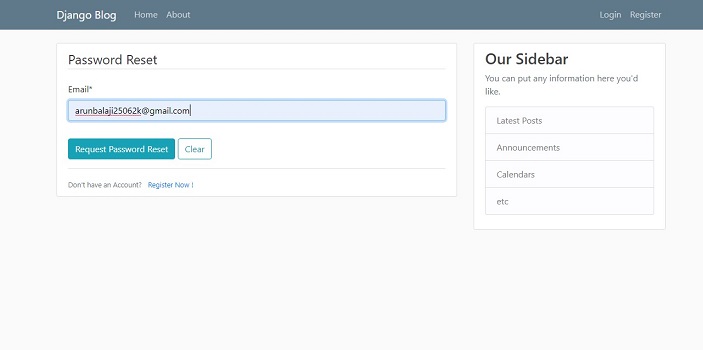 Django Blog Home About Login Register
Password Reset
Email*
arunbalaji25062k@gmail.com
Request Password Reset Clear
Don't have an Account? Register Now !
Our Sidebar
You can put any information here you'd
like.
Latest Posts
Announcements
Calendars
etc